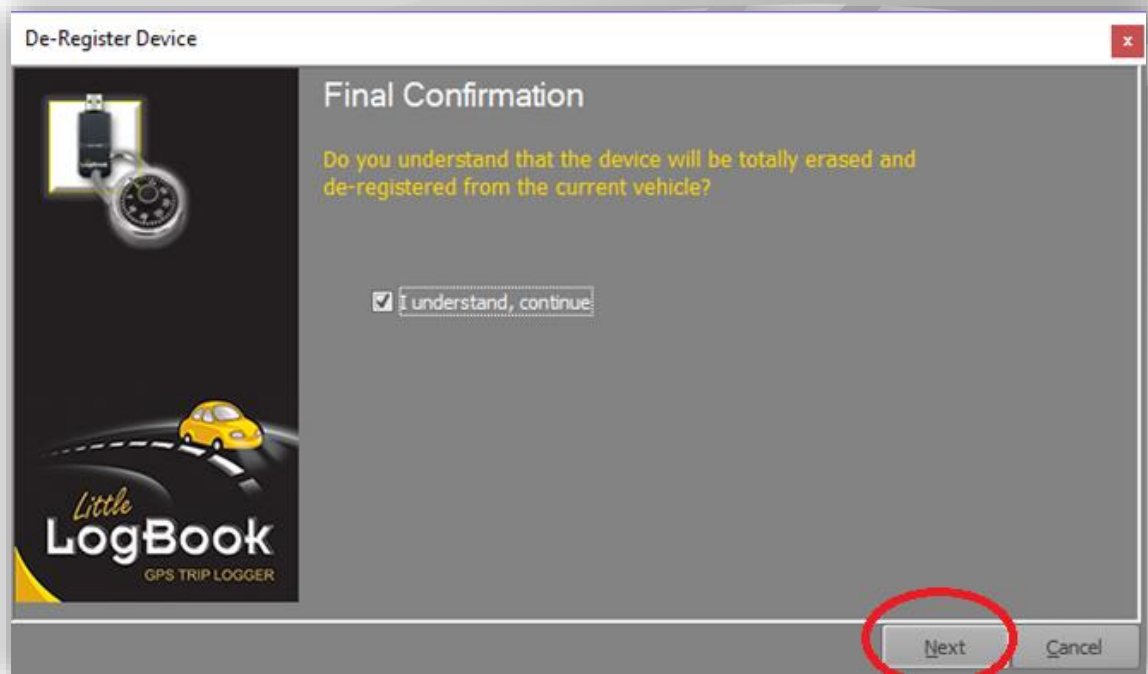 De-Register Device
x
Final Confirmation
Do you understand that the device will be totally erased and
de-registered from the current vehicle?
I understand, continue
Little
LogBook
GPS TRIP LOGGER
Next
Cancel